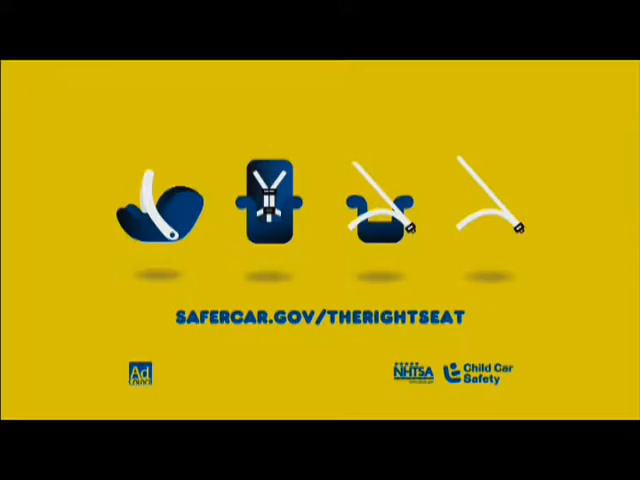 SAFERCAR.GOV/THERIGHTSEAT
Ad
Council
NHTSA
Child Car
Safety